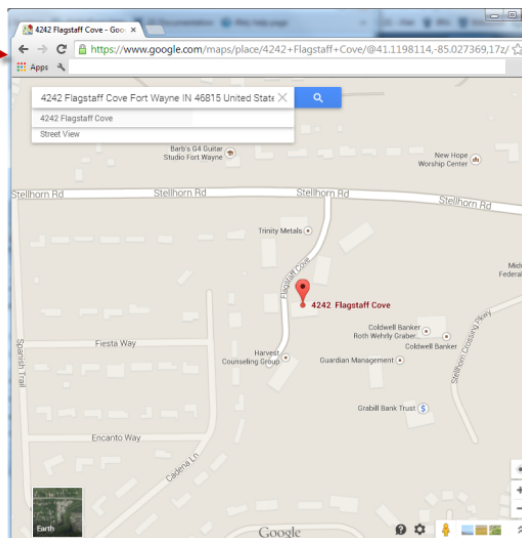 4242 Flagstaff Cove - Goo
https://www.google.com/maps/place/4242+Flagstaff+Cove/@41.1198114,-85.027369,17z/
Apps
4242 Flagstaff Cove Fort Wayne IN 46815 United State
4242 Flagstaff Cove
Street View
Barb's G4 Guitar
Studio Fort Wayne
New Hope
Worship Center
Stellhorn Rd
Stellhorn Rd
Stellhorn Rd
Stellhorn Rd
Trinity Metals
Flagstaff Cove
4242 Flagstaff Cove
Federal
Coldwell Banker
Roth Wehrly Graber
Coldwell Banker
Stellhorn Crossing Pkwy
Spanish Trail
Fiesta Way
Harvest
Counseling Group
Guardian Management
Grabill Bank Trust
$
Encanto Way
Cadena Ln
Earth
Google